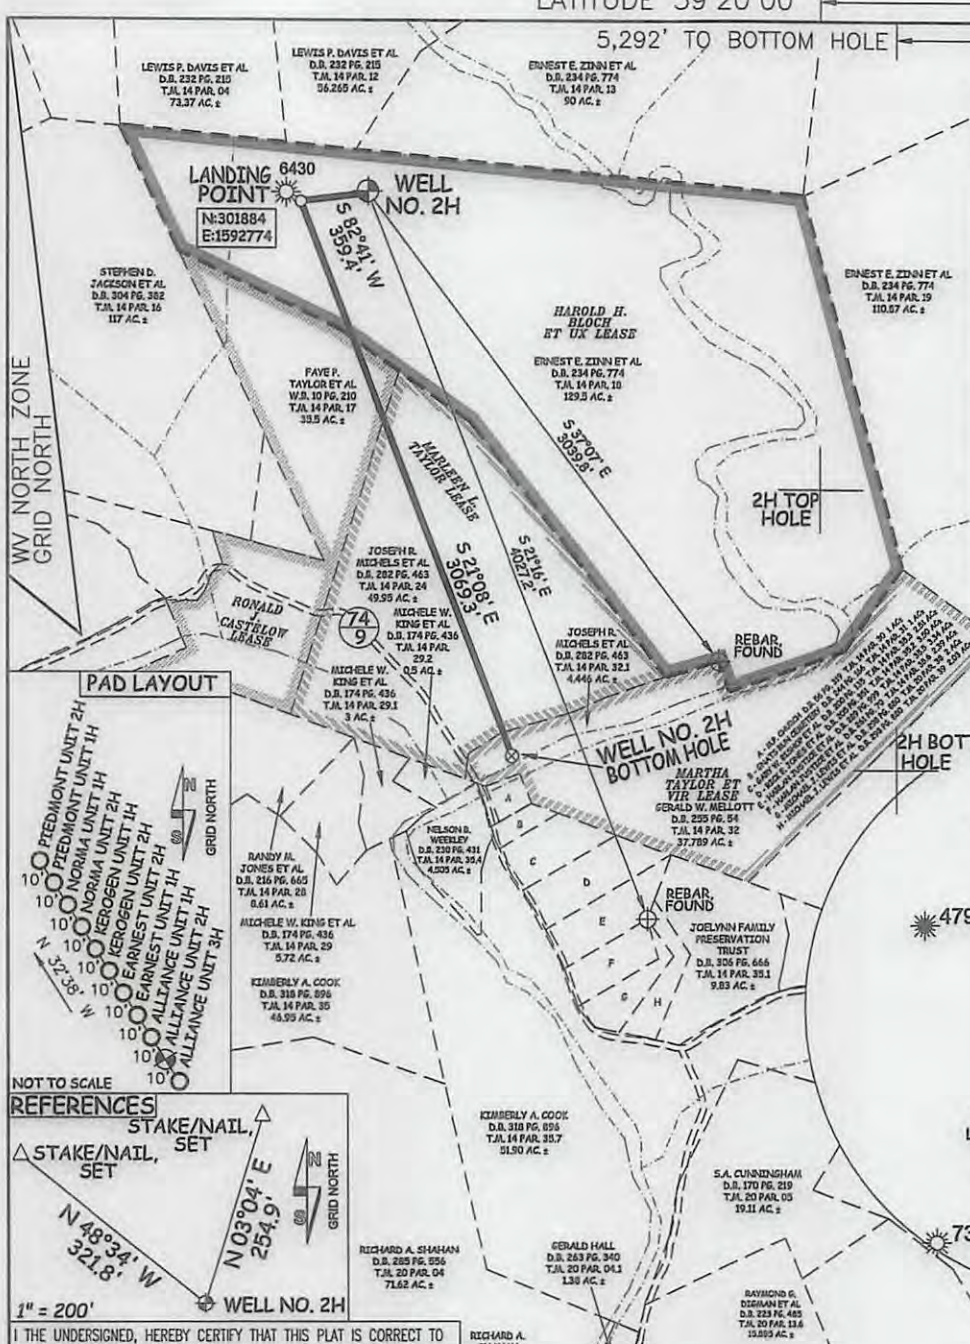 LATITUDE 39°20'00"
5,292' TO BOTTOM HOLE
LEWIS P. DAVIS ET AL
D.B. 232 PG. 215
T.M. 14 PAR. 04
73.37 AC. ±
LEWIS P. DAVIS ET AL
D.B. 232 PG. 215
T.M. 14 PAR. 12
56.265 AC. ±
ERNEST E. ZINN ET AL
D.B. 234 PG. 774
T.M. 14 PAR. 13
90 AC. ±
LANDING
POINT
6430
N:301884
E:1592774
WELL
NO. 2H
S 82°41' W
359.4'
STEPHEN D.
JACKSON ET AL
D.B. 304 PG. 382
T.M. 14 PAR. 16
117 AC. ±
HAROLD H.
BLOCH
ET UX LEASE
ERNEST E. ZINN ET AL
D.B. 234 PG. 774
T.M. 14 PAR. 18
129.5 AC. ±
ERNEST E. ZINN ET AL
D.B. 234 PG. 774
T.M. 14 PAR. 19
110.57 AC. ±
WV NORTH ZONE
GRID NORTH
FAYE P.
TAYLOR ET AL
W.B. 10 PG. 210
T.M. 14 PAR. 17
35.5 AC. ±
MARLEEN I.
TAYLOR LEASE
S 37°07' E
3039.8'
2H TOP
HOLE
S 21°08' E
3069.3'
S 21°16' E
4027.2'
JOSEPH R.
MICHELS ET AL
D.B. 282 PG. 463
T.M. 14 PAR. 24
49.95 AC. ±
RONALD
I.
CASTELOW
LEASE
74
9
MICHELE W.
KING ET AL
D.B. 174 PG. 436
T.M. 14 PAR.
29.2
0.5 AC. ±
MICHELE W.
KING ET AL
D.B. 174 PG. 436
T.M. 14 PAR. 29.1
3 AC. ±
JOSEPH R.
MICHELS ET AL
D.B. 282 PG. 463
T.M. 14 PAR. 32.1
4.446 AC. ±
REBAR
FOUND
WELL NO. 2H
BOTTOM HOLE
MARTHA
TAYLOR ET
VIR LEASE
GERALD W. MELLOTT
D.B. 255 PG. 54
T.M. 14 PAR. 32
37.789 AC. ±
2H BOTT
HOLE
PAD LAYOUT
PIEDMONT UNIT 2H
PIEDMONT UNIT 1H
NORMA UNIT 1H
NORMA UNIT 2H
KEROGEN UNIT 1H
KEROGEN UNIT 2H
EARNEST UNIT 2H
EARNEST UNIT 1H
ALLIANCE UNIT 1H
ALLIANCE UNIT 2H
ALLIANCE UNIT 3H
10'
10'
10'
10'
10'
10'
10'
10'
10'
10'
N 32°38' W
N
S
GRID NORTH
NOT TO SCALE
NELSON B.
WEEKLEY
D.B. 230 PG. 431
T.M. 14 PAR. 35.4
4.505 AC. ±
RANDY M.
JONES ET AL
D.B. 216 PG. 665
T.M. 14 PAR. 28
8.61 AC. ±
MICHELE W. KING ET AL
D.B. 174 PG. 436
T.M. 14 PAR. 29
5.72 AC. ±
KIMBERLY A. COOK
D.B. 318 PG. 896
T.M. 14 PAR. 35
46.95 AC. ±
A
B
C
D
E
F
G
H
REBAR
FOUND
JOELYNN FAMILY
PRESERVATION
TRUST
D.B. 306 PG. 666
T.M. 14 PAR. 35.1
9.83 AC. ±
479
REFERENCES
STAKE/NAIL,
SET
STAKE/NAIL,
SET
N 48°34' W
321.8'
N 03°04' E
254.9'
N
S
GRID NORTH
WELL NO. 2H
1" = 200'
KIMBERLY A. COOK
D.B. 318 PG. 896
T.M. 14 PAR. 35.7
51.90 AC. ±
S.A. CUNNINGHAM
D.B. 170 PG. 219
T.M. 20 PAR. 05
19.11 AC. ±
RICHARD A. SHAHAN
D.B. 285 PG. 556
T.M. 20 PAR. 04
71.62 AC. ±
GERALD HALL
D.B. 263 PG. 340
T.M. 20 PAR. 04.1
1.38 AC. ±
73
RAYMOND G.
DIGMAN ET AL
D.B. 223 PG. 465
T.M. 20 PAR. 13.6
I THE UNDERSIGNED, HEREBY CERTIFY THAT THIS PLAT IS CORRECT TO
RICHARD A.